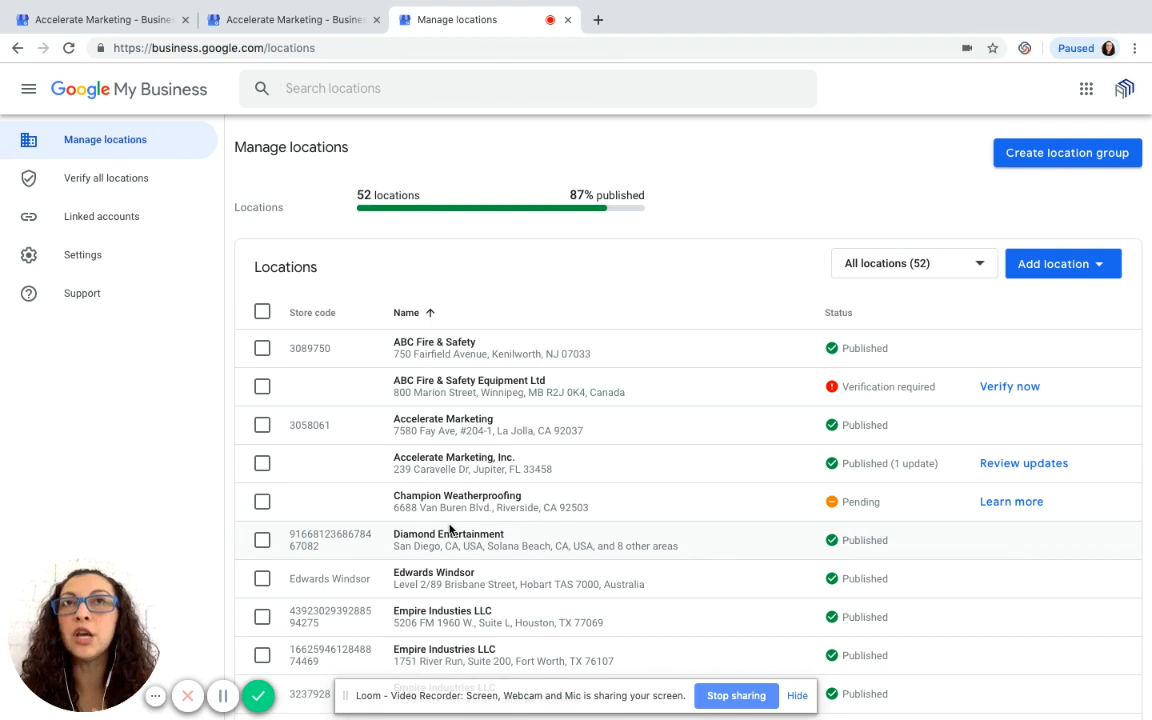 Accelerate Marketing - Busines
Accelerate Marketing - Busines
Manage locations
https://business.google.com/locations
Paused
Google My Business
Search locations
Manage locations
Verify all locations
Linked accounts
Settings
Support
Manage locations
Create location group
Locations
52 locations
87% published
Locations
All locations (52)
Add location
Store code
Name
Status
3089750
ABC Fire & Safety
750 Fairfield Avenue, Kenilworth, NJ 07033
Published
ABC Fire & Safety Equipment Ltd
800 Marion Street, Winnipeg, MB R2J 0K4, Canada
Verification required
Verify now
3058061
Accelerate Marketing
7580 Fay Ave, #204-1, La Jolla, CA 92037
Published
Accelerate Marketing, Inc.
239 Caravelle Dr, Jupiter, FL 33458
Published (1 update)
Review updates
Champion Weatherproofing
6688 Van Buren Blvd., Riverside, CA 92503
Pending
Learn more
91668123686784
67082
Diamond Entertainment
San Diego, CA, USA, Solana Beach, CA, USA, and 8 other areas
Published
Edwards Windsor
Edwards Windsor
Level 2/89 Brisbane Street, Hobart TAS 7000, Australia
Published
43923029392885
94275
Empire Industies LLC
5206 FM 1960 W., Suite L, Houston, TX 77069
Published
16625946128488
74469
Empire Industries LLC
1751 River Run, Suite 200, Fort Worth, TX 76107
Published
3237928
Empire Industries LLC
Published
Loom - Video Recorder: Screen, Webcam and Mic is sharing your screen.
Stop sharing
Hide